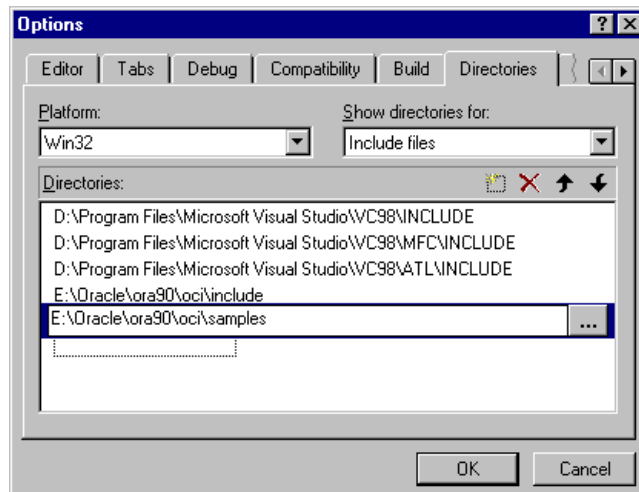 Options
Editor Tabs Debug Compatibility Build Directories
Platform: Show directories for:
Win32 Include files
Directories:
D:\Program Files\Microsoft Visual Studio\VC98\INCLUDE
D:\Program Files\Microsoft Visual Studio\VC98\MFC\INCLUDE
D:\Program Files\Microsoft Visual Studio\VC98\ATL\INCLUDE
E:\Oracle\ora90\oci\include
E:\Oracle\ora90\oci\samples ...
OK Cancel